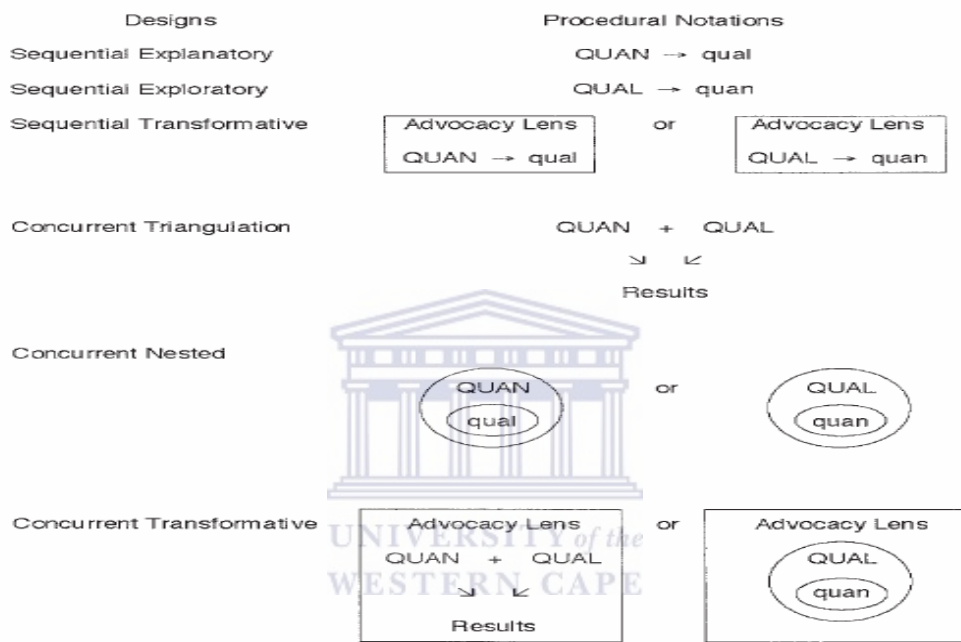 Designs Procedural Notations
Sequential Explanatory QUAN → qual
Sequential Exploratory QUAL → quan
Sequential Transformative Advocacy Lens or Advocacy Lens
QUAN → qual QUAL → quan
Concurrent Triangulation QUAN + QUAL
↘ ↙
Results
Concurrent Nested
QUAN or QUAL
qual quan
Concurrent Transformative Advocacy Lens or Advocacy Lens
UNIVERSITY of the
QUAN + QUAL QUAL
WESTERN CAPE
↘ ↙ quan
Results